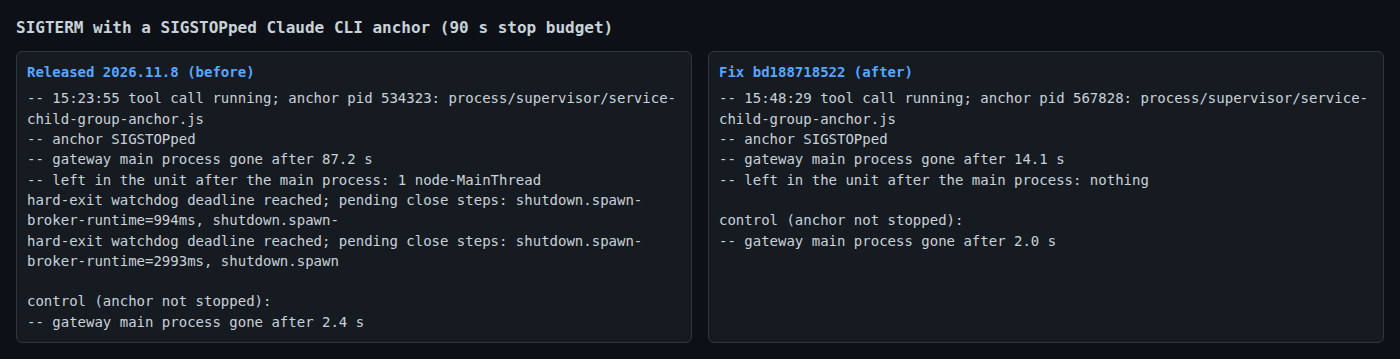 SIGTERM with a SIGSTOPped Claude CLI anchor (90 s stop budget)
Released 2026.11.8 (before)
-- 15:23:55 tool call running; anchor pid 534323: process/supervisor/service-
child-group-anchor.js
-- anchor SIGSTOPped
-- gateway main process gone after 87.2 s
-- left in the unit after the main process: 1 node-MainThread
hard-exit watchdog deadline reached; pending close steps: shutdown.spawn-
broker-runtime=994ms, shutdown.spawn-
hard-exit watchdog deadline reached; pending close steps: shutdown.spawn-
broker-runtime=2993ms, shutdown.spawn
control (anchor not stopped):
-- gateway main process gone after 2.4 s
Fix bd188718522 (after)
-- 15:48:29 tool call running; anchor pid 567828: process/supervisor/service-
child-group-anchor.js
-- anchor SIGSTOPped
-- gateway main process gone after 14.1 s
-- left in the unit after the main process: nothing
control (anchor not stopped):
-- gateway main process gone after 2.0 s